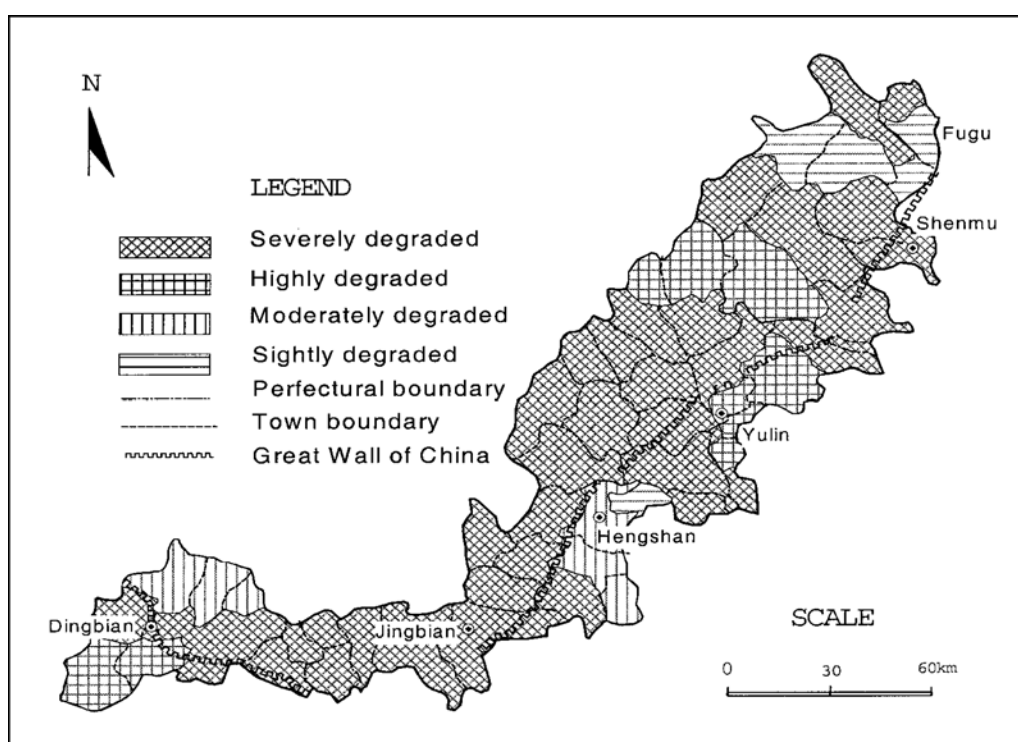 N
LEGEND
Severely degraded
Highly degraded
Moderately degraded
Sightly degraded
Perfectural boundary
Town boundary
Great Wall of China
Fugu
Shenmu
Yulin
Hengshan
Dingbian
Jingbian
SCALE
0 30 60km